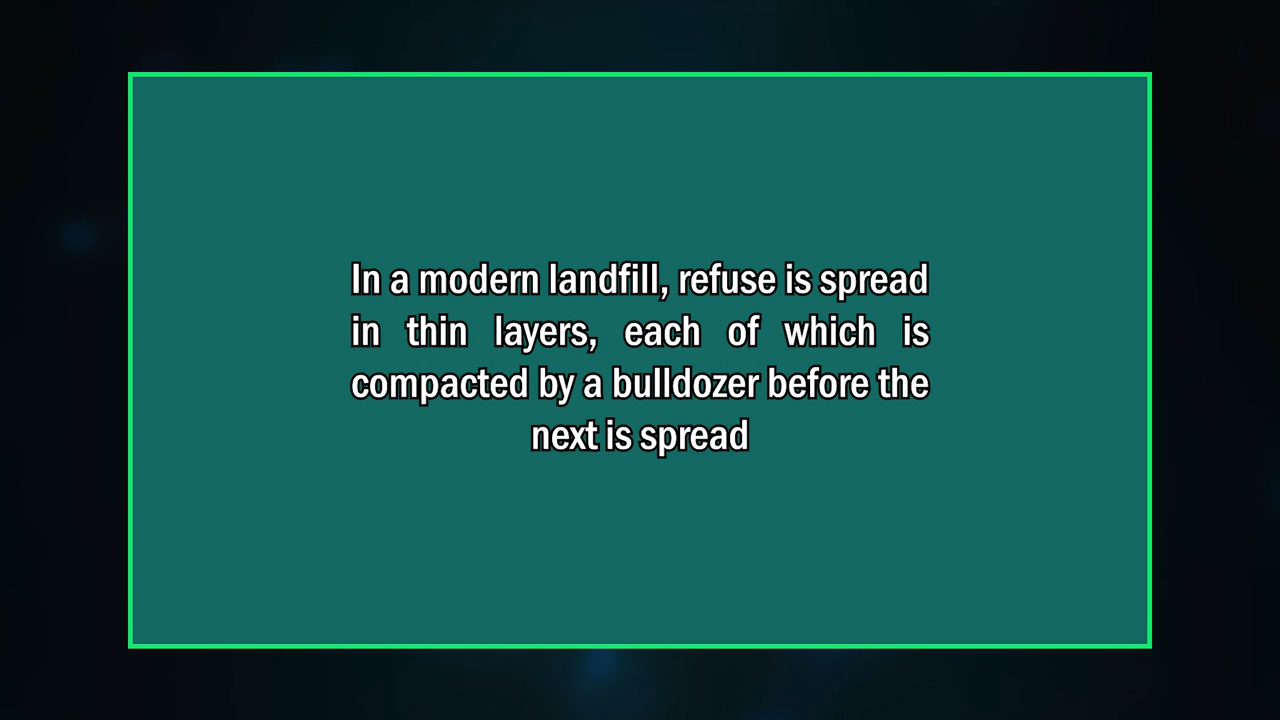 In a modern landfill, refuse is spread
in thin layers, each of which is
compacted by a bulldozer before the
next is spread